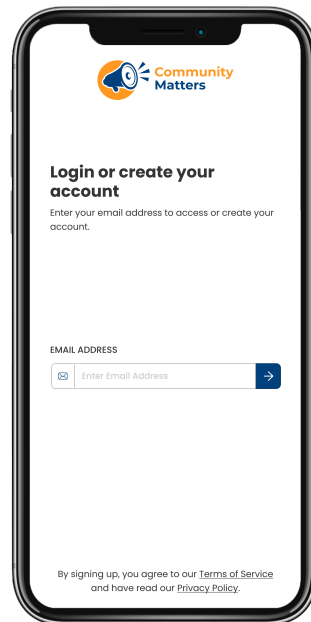 Community
Matters
Login or create your
account
Enter your email address to access or create your
account.
EMAIL ADDRESS
Enter Email Address
By signing up, you agree to our Terms of Service
and have read our Privacy Policy.